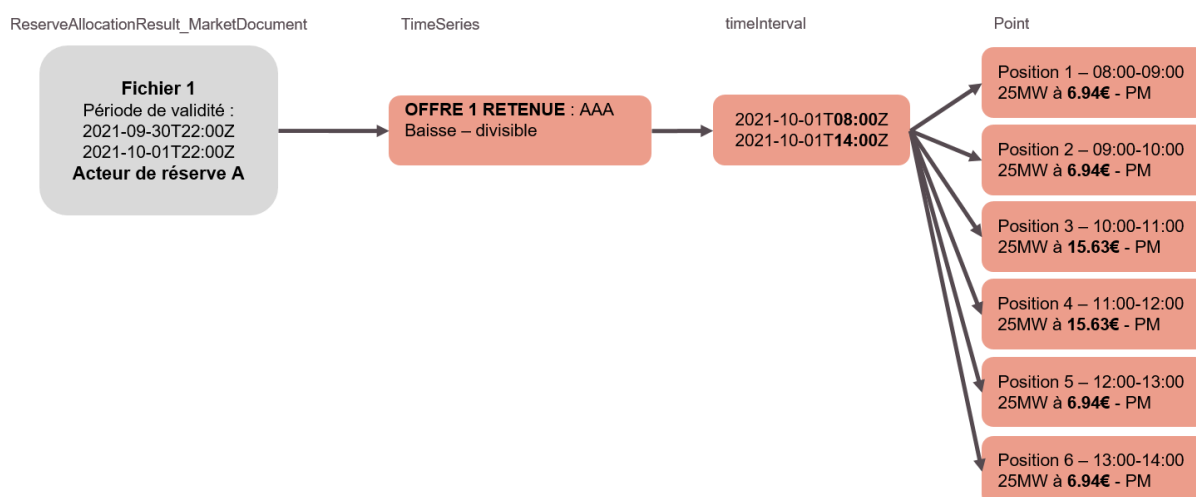 ReserveAllocationResult_MarketDocument
TimeSeries
timeInterval
Point
Fichier 1
Période de validité :
2021-09-30T22:00Z
2021-10-01T22:00Z
Acteur de réserve A
OFFRE 1 RETENUE : AAA
Baisse – divisible
2021-10-01T08:00Z
2021-10-01T14:00Z
Position 1 – 08:00-09:00
25MW à 6.94€ - PM
Position 2 – 09:00-10:00
25MW à 6.94€ - PM
Position 3 – 10:00-11:00
25MW à 15.63€ - PM
Position 4 – 11:00-12:00
25MW à 15.63€ - PM
Position 5 – 12:00-13:00
25MW à 6.94€ - PM
Position 6 – 13:00-14:00
25MW à 6.94€ - PM